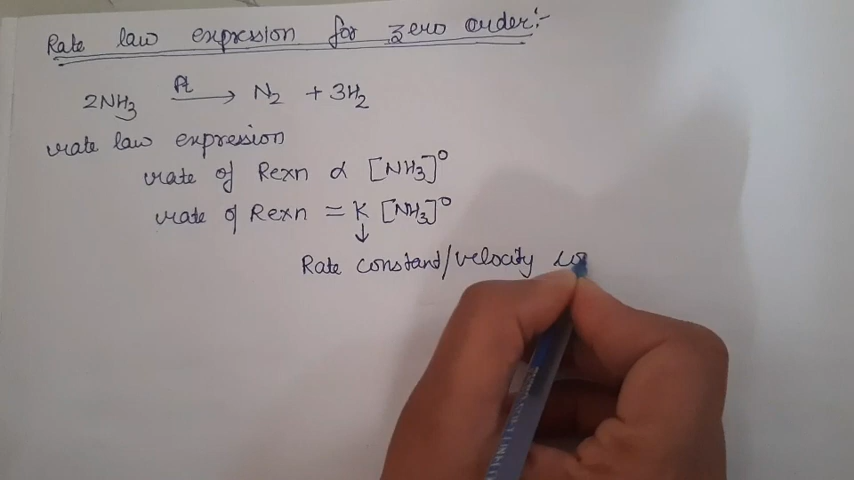 Rate law expression for zero order:-
2NH3 Pt → N2 + 3H2
rate law expression
rate of Rexn α [NH3]^0
rate of Rexn = K [NH3]^0
↓
Rate constant/velocity co